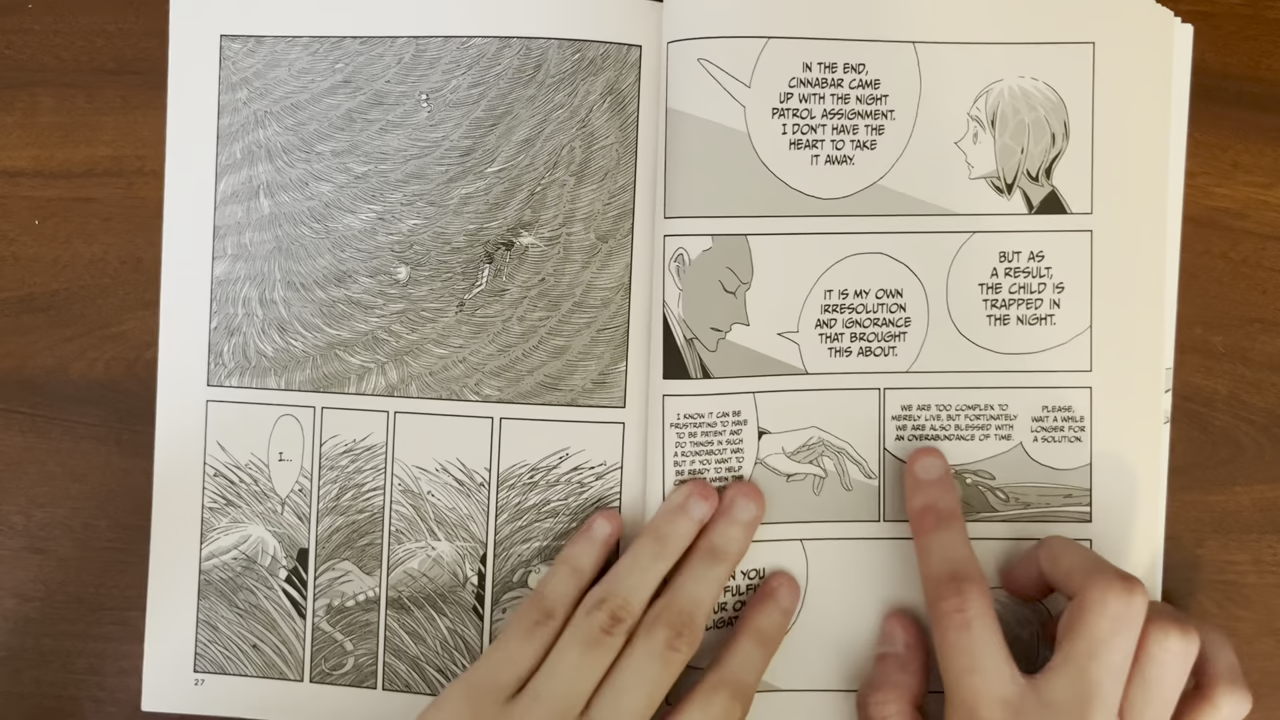 IN THE END,
CINNABAR CAME
UP WITH THE NIGHT
PATROL ASSIGNMENT.
I DON'T HAVE THE
HEART TO TAKE
IT AWAY.
BUT AS
A RESULT,
THE CHILD IS
TRAPPED IN
THE NIGHT.
IT IS MY OWN
IRRESOLUTION
AND IGNORANCE
THAT BROUGHT
THIS ABOUT.
PLEASE,
WAIT A WHILE
LONGER FOR
A SOLUTION.
WE ARE TOO COMPLEX TO
MERELY LIVE, BUT FORTUNATELY
WE ARE ALSO BLESSED WITH
AN OVERABUNDANCE OF TIME.
I KNOW IT CAN BE
FRUSTRATING TO HAVE
TO BE PATIENT AND
DO THINGS IN SUCH
A ROUNDABOUT WAY,
BUT IF YOU WANT TO
BE READY TO HELP
WHEN THE
YOU
I...
27